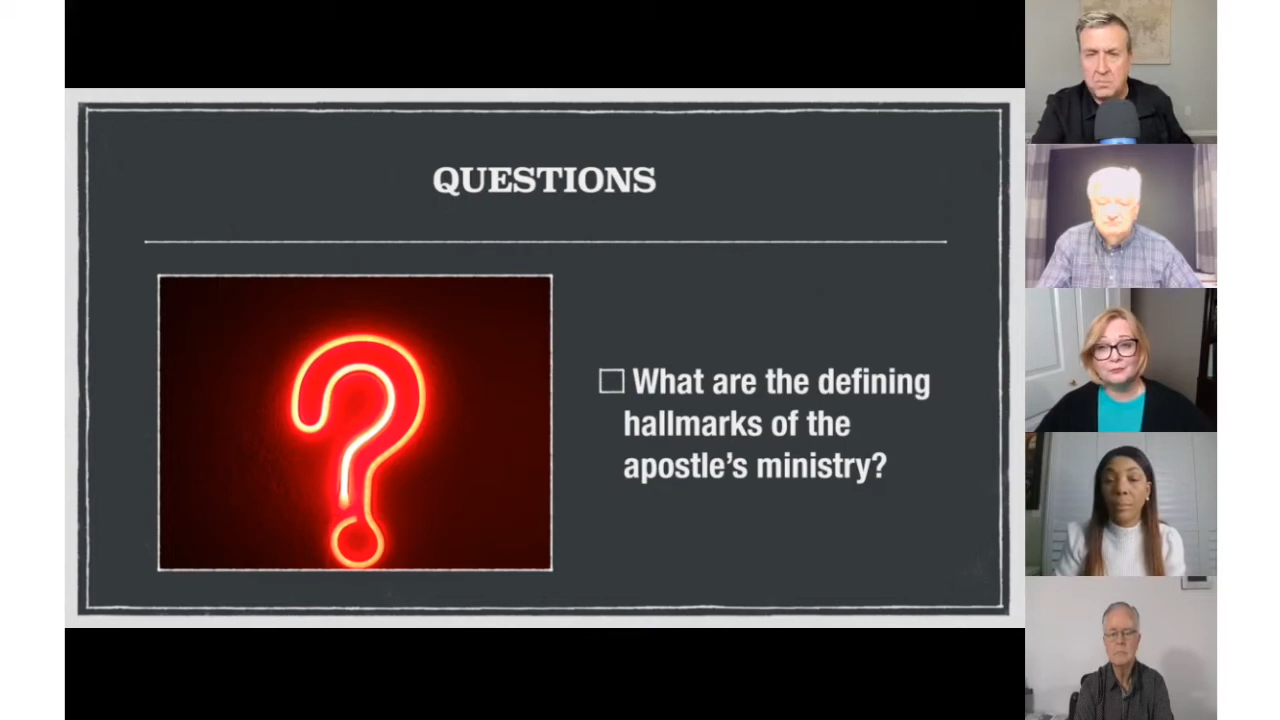 QUESTIONS
What are the defining
hallmarks of the
apostle’s ministry?